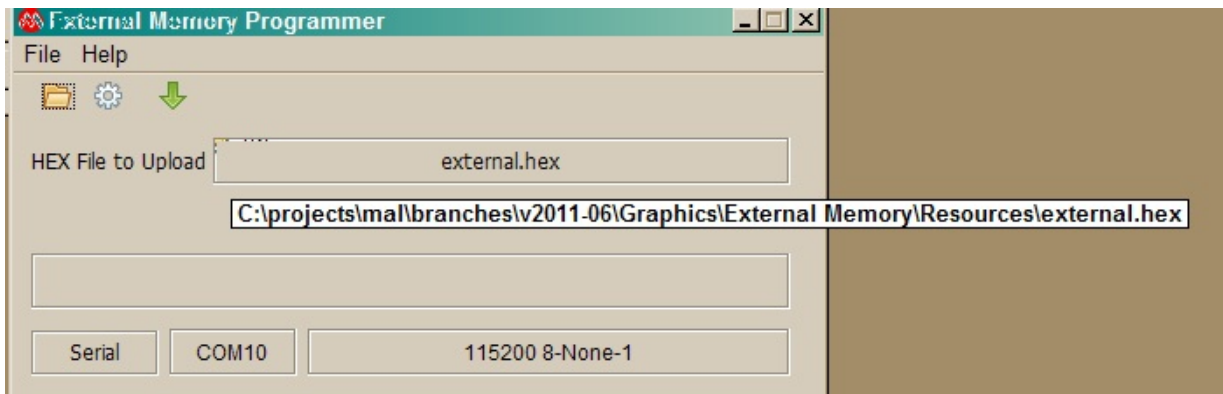 External Memory Programmer
File Help
HEX File to Upload external.hex
C:\projects\mal\branches\v2011-06\Graphics\External Memory\Resources\external.hex
Serial COM10 115200 8-None-1